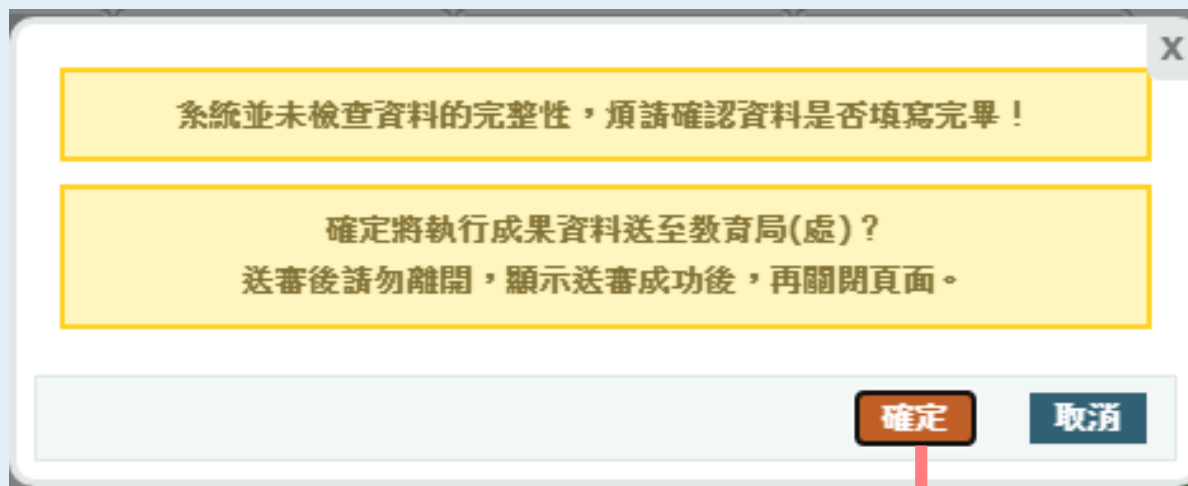 X
系統並未檢查資料的完整性，煩請確認資料是否填寫完畢！
確定將執行成果資料送至教育局(處)？
送審後請勿離開，顯示送審成功後，再關閉頁面。
確定 取消